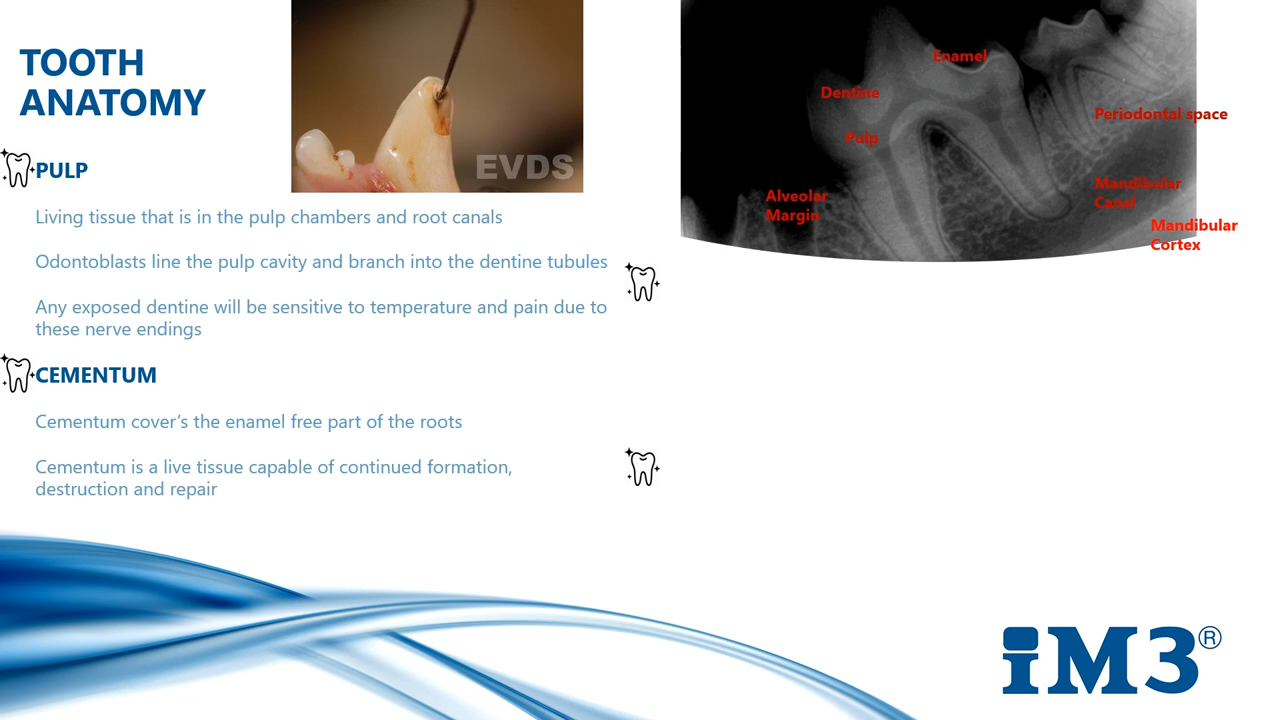 TOOTH
ANATOMY
PULP
Living tissue that is in the pulp chambers and root canals
Odontoblasts line the pulp cavity and branch into the dentine tubules
Any exposed dentine will be sensitive to temperature and pain due to
these nerve endings
CEMENTUM
Cementum cover’s the enamel free part of the roots
Cementum is a live tissue capable of continued formation,
destruction and repair
EVDS
Enamel
Dentine
Periodontal space
Pulp
Mandibular
Canal
Alveolar
Margin
Mandibular
Cortex
iM3®